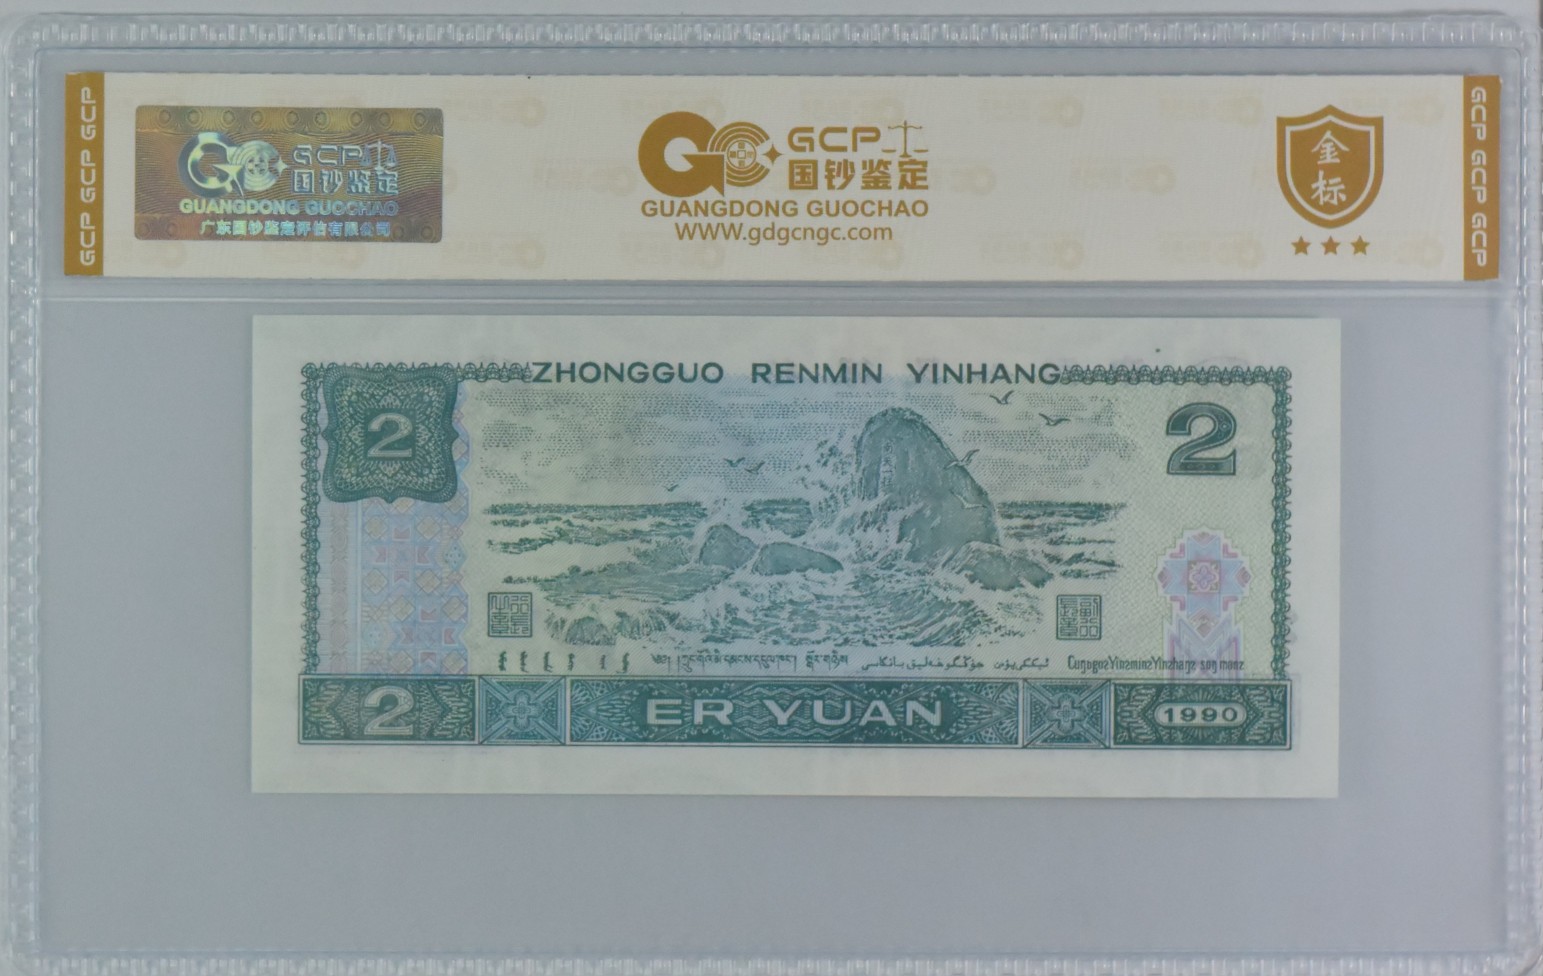 GCP GCP GCP
GCP
国钞鉴定
GUANGDONG GUOCHAO
广东国钞鉴定评估有限公司
GCP
国钞鉴定
GUANGDONG GUOCHAO
www.gdgcngc.com
金标
GCP GCP GCP
ZHONGGUO RENMIN YINHANG
2
2
2
ER YUAN
1990